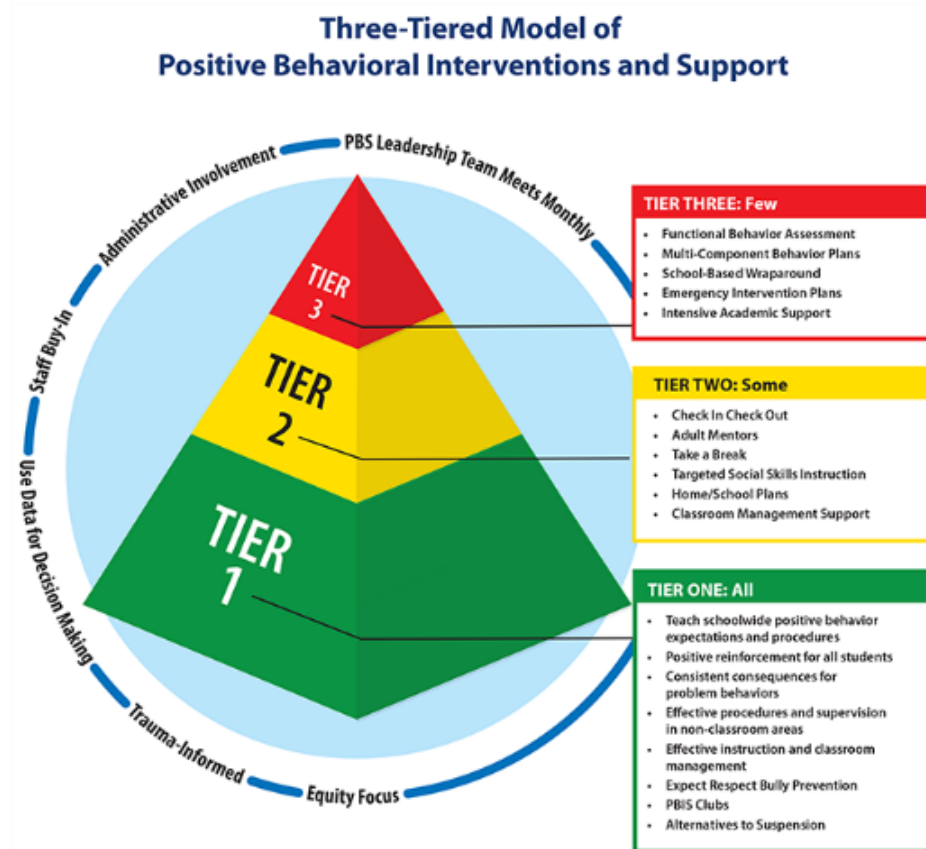 Three-Tiered Model of
Positive Behavioral Interventions and Support
PBS Leadership Team Meets Monthly
Administrative Involvement
Staff Buy-In
Use Data for Decision Making
Trauma-Informed
Equity Focus
TIER
3
TIER
2
TIER
1
TIER THREE: Few
• Functional Behavior Assessment
• Multi-Component Behavior Plans
• School-Based Wraparound
• Emergency Intervention Plans
• Intensive Academic Support
TIER TWO: Some
• Check In Check Out
• Adult Mentors
• Take a Break
• Targeted Social Skills Instruction
• Home/School Plans
• Classroom Management Support
TIER ONE: All
• Teach schoolwide positive behavior
expectations and procedures
• Positive reinforcement for all students
• Consistent consequences for
problem behaviors
• Effective procedures and supervision
in non-classroom areas
• Effective instruction and classroom
management
• Expect Respect Bully Prevention
• PBIS Clubs
• Alternatives to Suspension